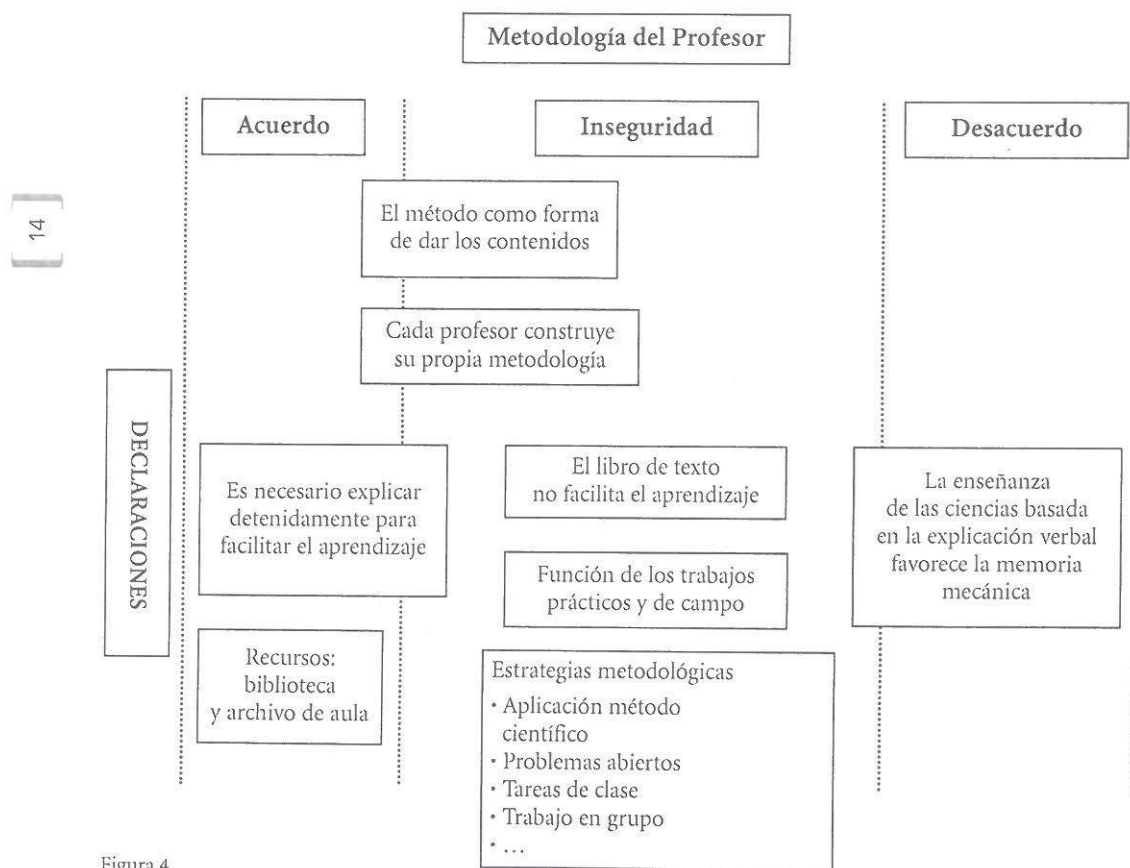 Metodología del Profesor
Acuerdo
Inseguridad
Desacuerdo
14
El método como forma
de dar los contenidos
Cada profesor construye
su propia metodología
DECLARACIONES
Es necesario explicar
detenidamente para
facilitar el aprendizaje
El libro de texto
no facilita el aprendizaje
La enseñanza
de las ciencias basada
en la explicación verbal
favorece la memoria
mecánica
Función de los trabajos
prácticos y de campo
Recursos:
biblioteca
y archivo de aula
Estrategias metodológicas
· Aplicación método
científico
· Problemas abiertos
· Tareas de clase
· Trabajo en grupo
· ...
Figura 4